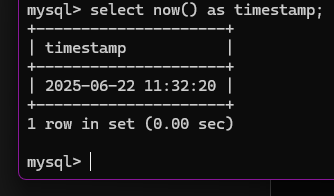 mysql> select now() as timestamp;
+---------------------+
| timestamp           |
+---------------------+
| 2025-06-22 11:32:20 |
+---------------------+
1 row in set (0.00 sec)
mysql>